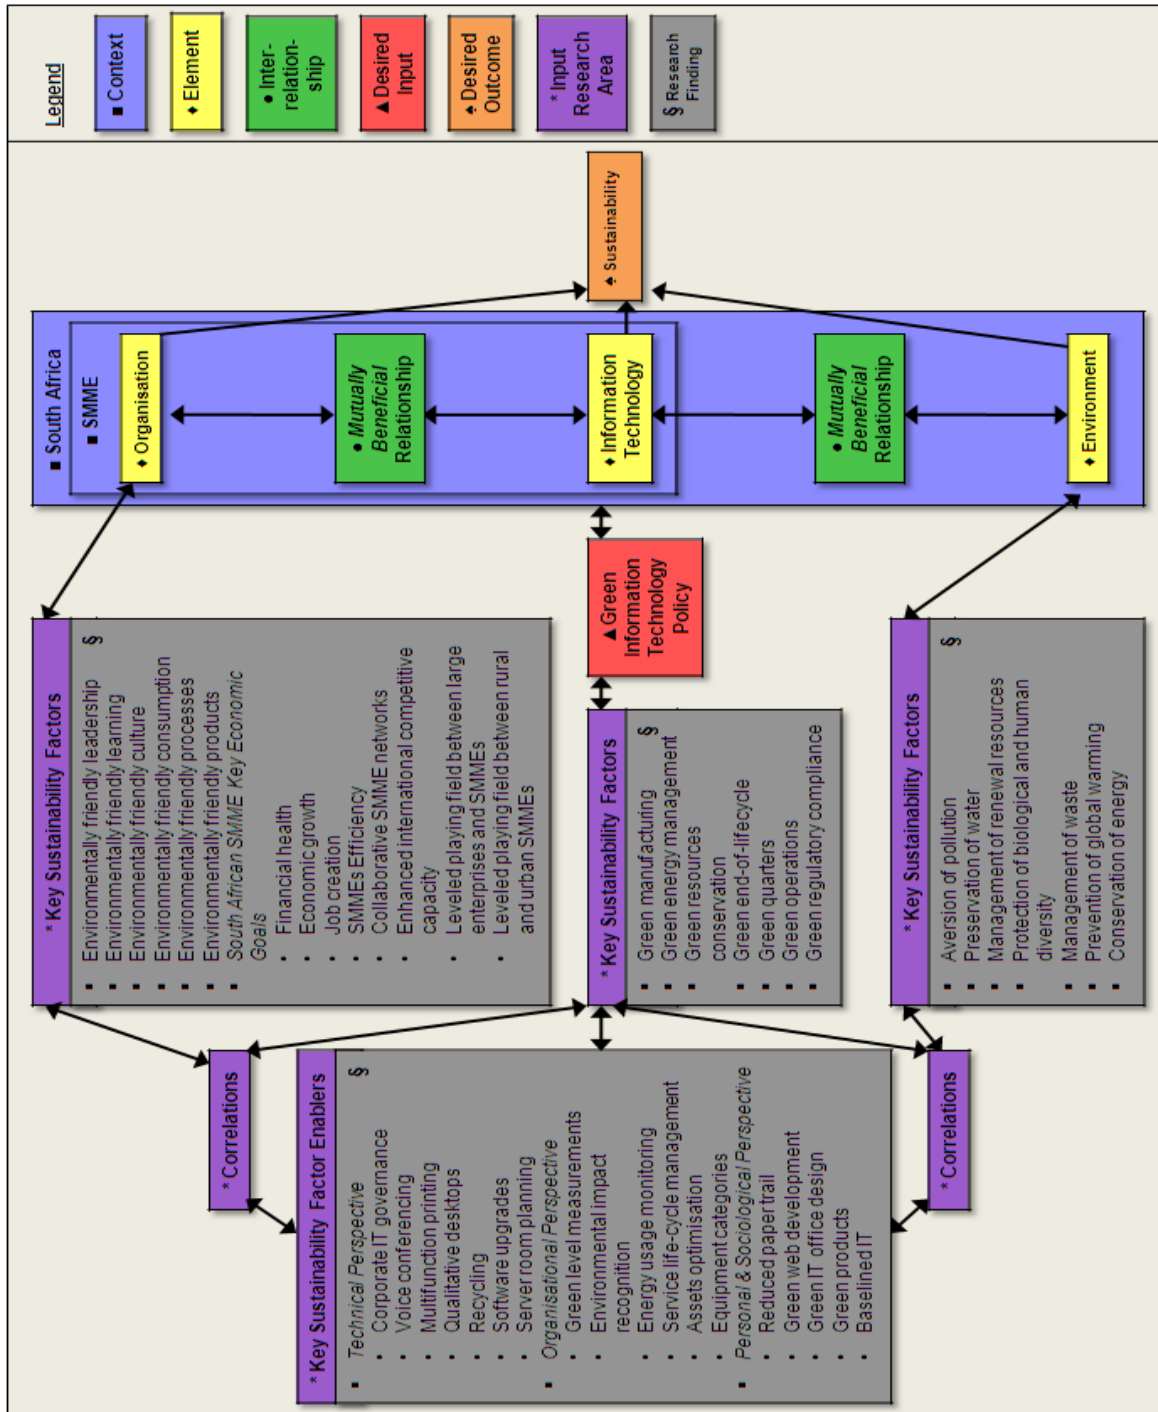 Legend
■ Context
♦ Element
● Inter-
relation-
ship
▲ Desired
Input
♠ Desired
Outcome
* Input
Research
Area
§ Research
Finding
■ South Africa
■ SMME
♦ Organisation
● Mutually
Beneficial
Relationship
♦ Information
Technology
● Mutually
Beneficial
Relationship
♦ Environment
♠ Sustainability
* Key Sustainability Factors
§
▪ Environmentally friendly leadership
▪ Environmentally friendly learning
▪ Environmentally friendly culture
▪ Environmentally friendly consumption
▪ Environmentally friendly processes
▪ Environmentally friendly products
▪ South African SMME Key Economic
Goals
• Financial health
• Economic growth
• Job creation
• SMMEs Efficiency
• Collaborative SMME networks
• Enhanced international competitive
capacity
• Leveled playing field between large
enterprises and SMMEs
• Leveled playing field between rural
and urban SMMEs
▲ Green
Information
Technology
Policy
* Key Sustainability Factors
§
▪ Green manufacturing
▪ Green energy management
▪ Green resources
conservation
▪ Green end-of-lifecycle
▪ Green quarters
▪ Green operations
▪ Green regulatory compliance
* Key Sustainability Factors
§
▪ Aversion of pollution
▪ Preservation of water
▪ Management of renewal resources
▪ Protection of biological and human
diversity
▪ Management of waste
▪ Prevention of global warming
▪ Conservation of energy
* Correlations
* Key Sustainability Factor Enablers
§
▪ Technical Perspective
• Corporate IT governance
• Voice conferencing
• Multifunction printing
• Qualitative desktops
• Recycling
• Software upgrades
• Server room planning
▪ Organisational Perspective
• Green level measurements
• Environmental impact
recognition
• Energy usage monitoring
• Service life-cycle management
• Assets optimisation
• Equipment categories
▪ Personal & Sociological Perspective
• Reduced paper trail
• Green web development
• Green IT office design
• Green products
• Baselined IT
* Correlations